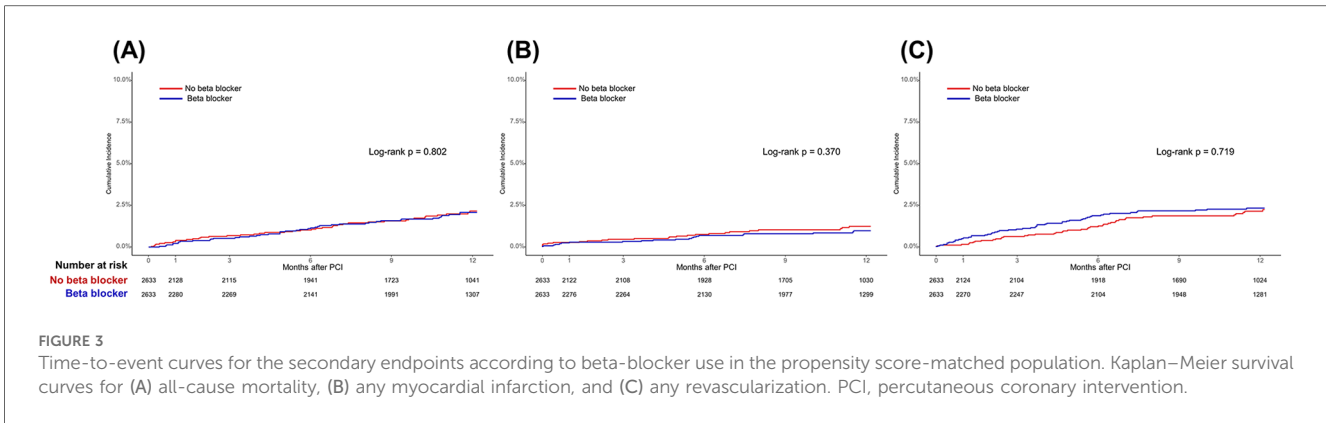 (A)
10.0%
7.5%
5.0%
2.5%
0.0%
Cumulative Incidence
No beta blocker
Beta blocker
Log-rank p = 0.802
0 1 3 6 9 12
Months after PCI
(B)
10.0%
7.5%
5.0%
2.5%
0.0%
Cumulative Incidence
No beta blocker
Beta blocker
Log-rank p = 0.370
0 1 3 6 9 12
Months after PCI
(C)
10.0%
7.5%
5.0%
2.5%
0.0%
Cumulative Incidence
No beta blocker
Beta blocker
Log-rank p = 0.719
0 1 3 6 9 12
Months after PCI
Number at risk
No beta blocker 2633 2128 2115 1941 1723 1041 2633 2122 2108 1928 1705 1030 2633 2124 2104 1918 1690 1024
Beta blocker 2633 2280 2269 2141 1991 1307 2633 2276 2264 2130 1977 1299 2633 2270 2247 2104 1948 1281
FIGURE 3
Time-to-event curves for the secondary endpoints according to beta-blocker use in the propensity score-matched population. Kaplan–Meier survival
curves for (A) all-cause mortality, (B) any myocardial infarction, and (C) any revascularization. PCI, percutaneous coronary intervention.